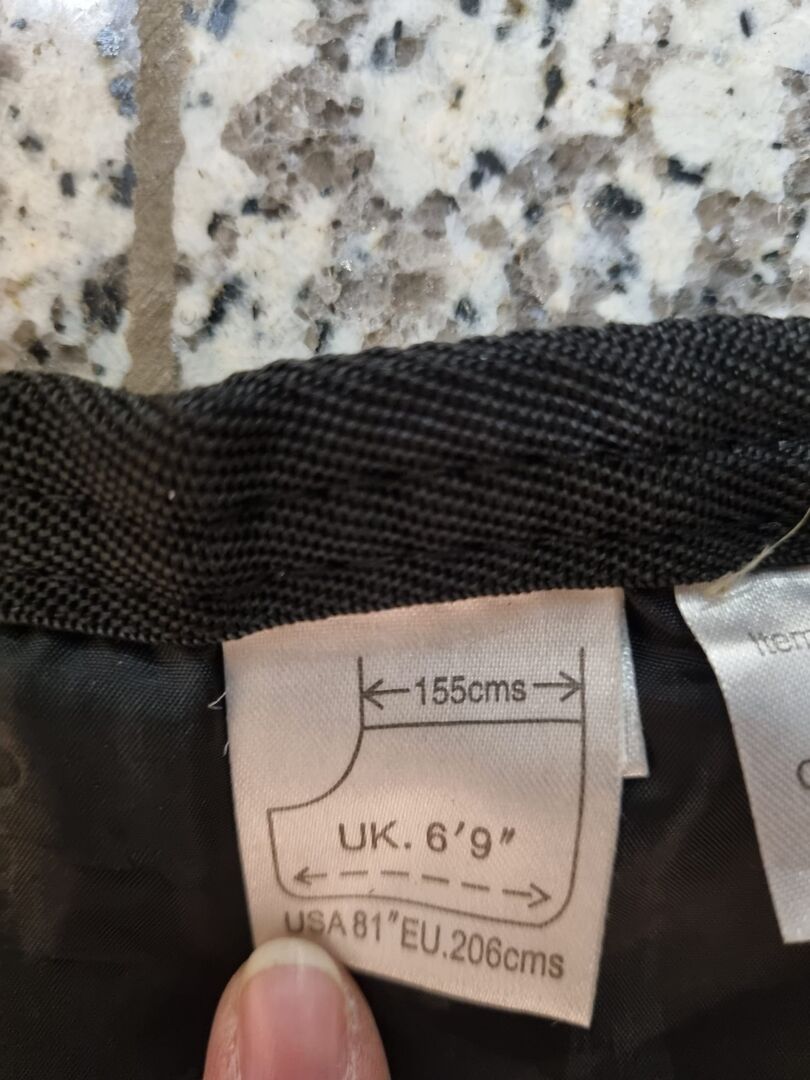 155cms
UK. 6'9"
USA 81" EU. 206cms